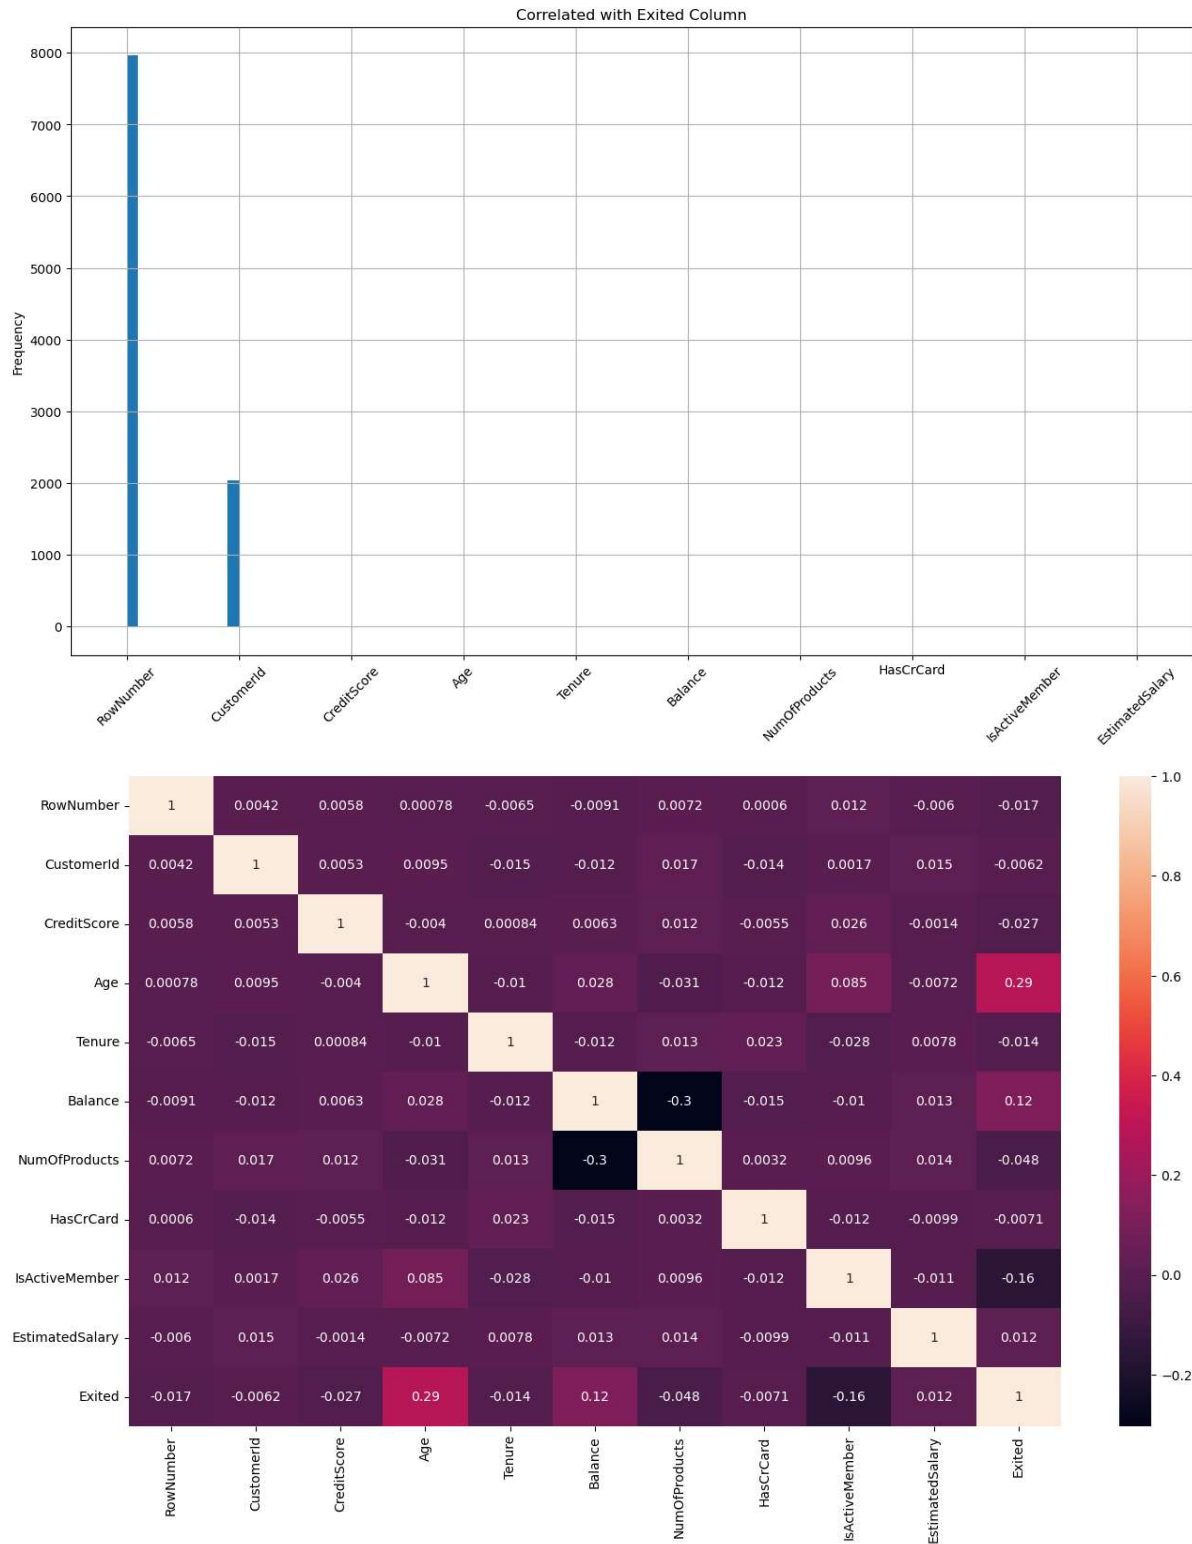 Correlated with Exited Column
8000
7000
6000
5000
4000
3000
2000
1000
0
Frequency
RowNumber
CustomerId
CreditScore
Age
Tenure
Balance
NumOfProducts
HasCrCard
IsActiveMember
EstimatedSalary
RowNumber 1 0.0042 0.0058 0.00078 -0.0065 -0.0091 0.0072 0.0006 0.012 -0.006 -0.017
CustomerId 0.0042 1 0.0053 0.0095 -0.015 -0.012 0.017 -0.014 0.0017 0.015 -0.0062
CreditScore 0.0058 0.0053 1 -0.004 0.00084 0.0063 0.012 -0.0055 0.026 -0.0014 -0.027
Age 0.00078 0.0095 -0.004 1 -0.01 0.028 -0.031 -0.012 0.085 -0.0072 0.29
Tenure -0.0065 -0.015 0.00084 -0.01 1 -0.012 0.013 0.023 -0.028 0.0078 -0.014
Balance -0.0091 -0.012 0.0063 0.028 -0.012 1 -0.3 -0.015 -0.01 0.013 0.12
NumOfProducts 0.0072 0.017 0.012 -0.031 0.013 -0.3 1 0.0032 0.0096 0.014 -0.048
HasCrCard 0.0006 -0.014 -0.0055 -0.012 0.023 -0.015 0.0032 1 -0.012 -0.0099 -0.0071
IsActiveMember 0.012 0.0017 0.026 0.085 -0.028 -0.01 0.0096 -0.012 1 -0.011 -0.16
EstimatedSalary -0.006 0.015 -0.0014 -0.0072 0.0078 0.013 0.014 -0.0099 -0.011 1 0.012
Exited -0.017 -0.0062 -0.027 0.29 -0.014 0.12 -0.048 -0.0071 -0.16 0.012 1
RowNumber
CustomerId
CreditScore
Age
Tenure
Balance
NumOfProducts
HasCrCard
IsActiveMember
EstimatedSalary
Exited
1.0
0.8
0.6
0.4
0.2
0.0
−0.2